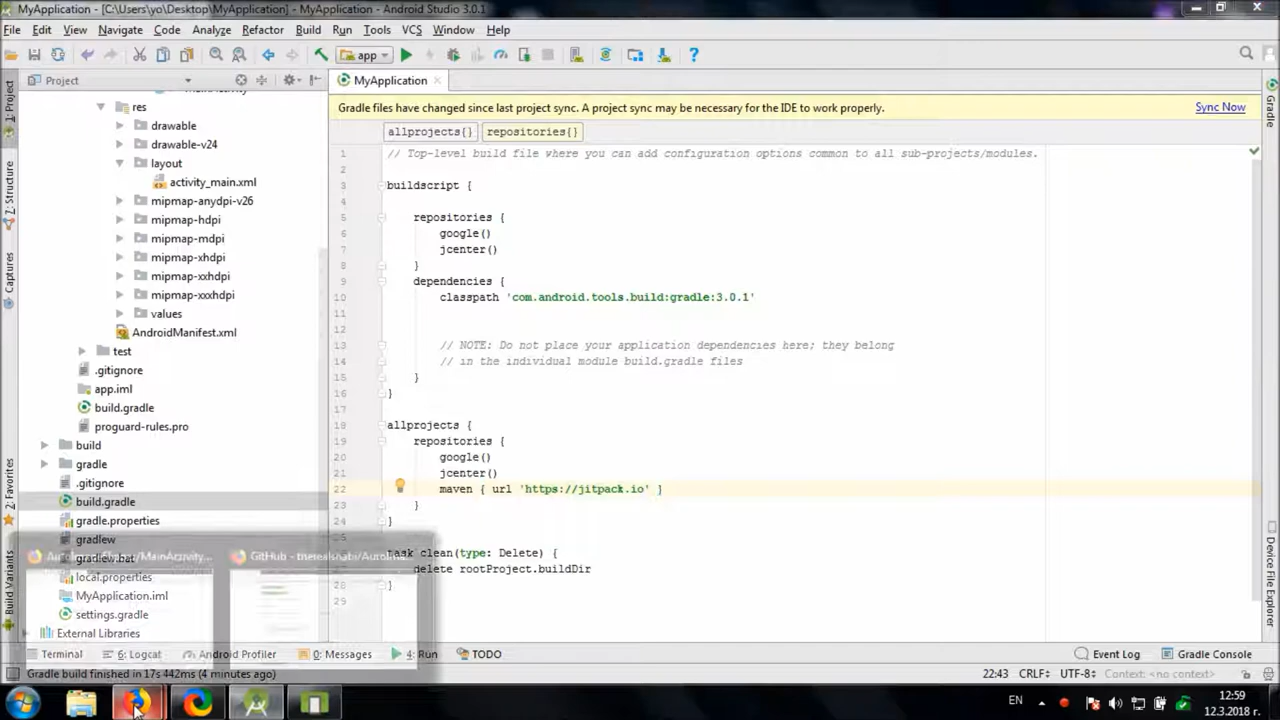 MyApplication - [C:\Users\yo\Desktop\MyApplication] - Android Studio 3.0.1
File Edit View Navigate Code Analyze Refactor Build Run Tools VCS Window Help
app
Project
MyApplication
1: Project
Z: Structure
Captures
2: Favorites
Build Variants
res
drawable
drawable-v24
layout
activity_main.xml
mipmap-anydpi-v26
mipmap-hdpi
mipmap-mdpi
mipmap-xhdpi
mipmap-xxhdpi
mipmap-xxxhdpi
values
AndroidManifest.xml
test
.gitignore
app.iml
build.gradle
proguard-rules.pro
build
gradle
.gitignore
build.gradle
gradle.properties
gradlew
gradlew.bat
local.properties
MyApplication.iml
settings.gradle
External Libraries
Gradle files have changed since last project sync. A project sync may be necessary for the IDE to work properly. Sync Now
allprojects{} repositories{}
1 // Top-level build file where you can add configuration options common to all sub-projects/modules.
2
3 buildscript {
5 repositories {
6 google()
7 jcenter()
8 }
9 dependencies {
10 classpath 'com.android.tools.build:gradle:3.0.1'
11
12
13 // NOTE: Do not place your application dependencies here; they belong
14 // in the individual module build.gradle files
15 }
16 }
17
18 allprojects {
19 repositories {
20 google()
21 jcenter()
22 maven { url 'https://jitpack.io' }
23 }
24 }
task clean(type: Delete) {
delete rootProject.buildDir
28 }
29
Gradle
Device File Explorer
GitHub -
Terminal 6: Logcat Android Profiler 0: Messages 4: Run TODO Event Log Gradle Console
Gradle build finished in 17s 442ms (4 minutes ago) 22:43 CRLF UTF-8 Context: <no context>
EN 12:59
12.3.2018 г.